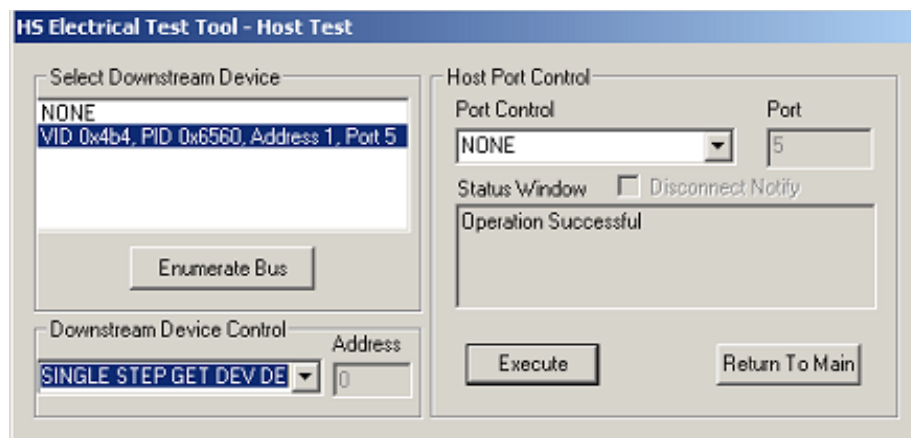 HS Electrical Test Tool - Host Test
Select Downstream Device
NONE
VID 0x4b4, PID 0x6560, Address 1, Port 5
Enumerate Bus
Downstream Device Control
Address
SINGLE STEP GET DEV DE
0
Host Port Control
Port Control
Port
NONE
5
Status Window
Disconnect Notify
Operation Successful
Execute
Return To Main